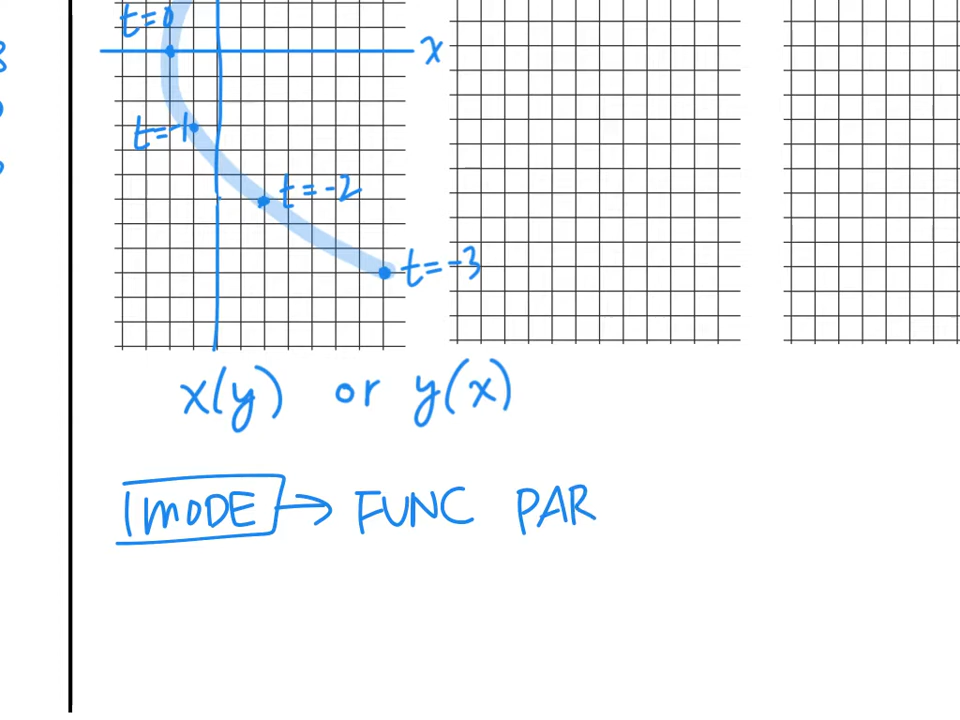 t=0
x
t=-1
t=-2
t=-3
x(y) or y(x)
MODE → FUNC PAR